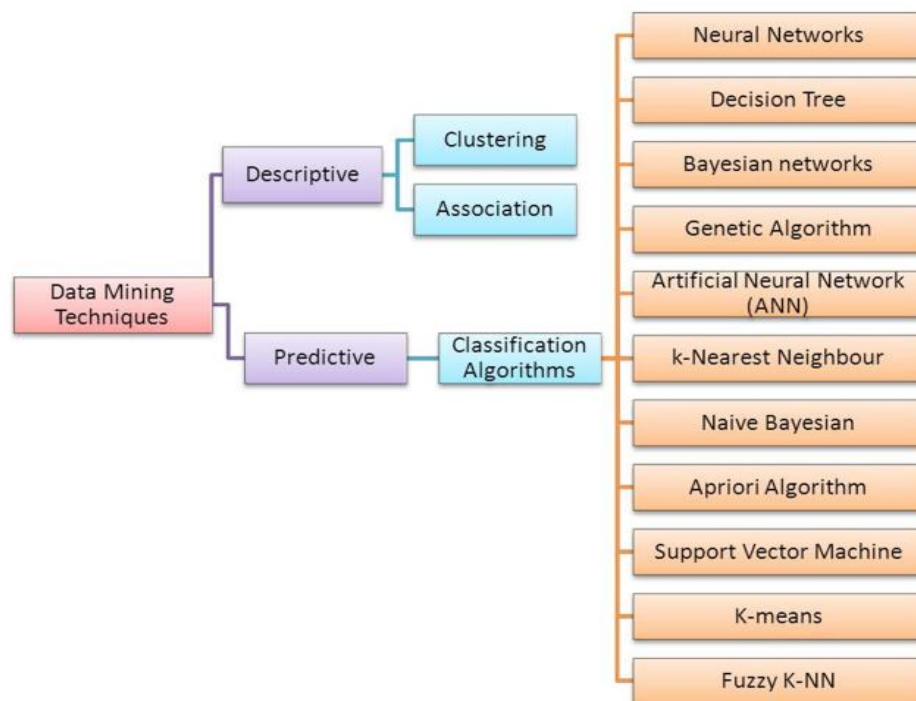 Data Mining
Techniques
Descriptive
Clustering
Association
Predictive
Classification
Algorithms
Neural Networks
Decision Tree
Bayesian networks
Genetic Algorithm
Artificial Neural Network
(ANN)
k-Nearest Neighbour
Naive Bayesian
Apriori Algorithm
Support Vector Machine
K-means
Fuzzy K-NN